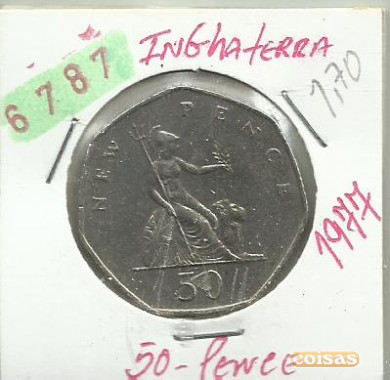 6787
INGhATERRA
1,70
NEW PENCE
50
1977
50-Pence
coisas